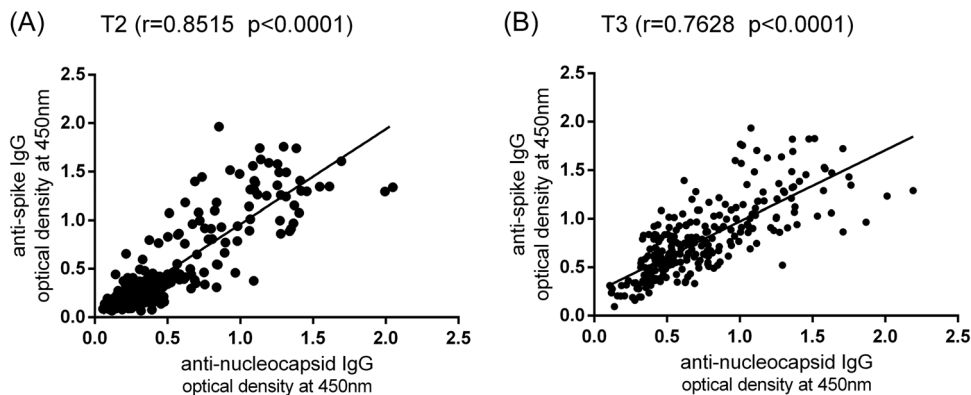 (A) T2 (r=0.8515 p<0.0001)
anti-spike IgG
optical density at 450nm
2.5
2.0
1.5
1.0
0.5
0.0
0.0 0.5 1.0 1.5 2.0 2.5
anti-nucleocapsid IgG
optical density at 450nm
(B) T3 (r=0.7628 p<0.0001)
anti-spike IgG
optical density at 450nm
2.5
2.0
1.5
1.0
0.5
0.0
0.0 0.5 1.0 1.5 2.0 2.5
anti-nucleocapsid IgG
optical density at 450nm